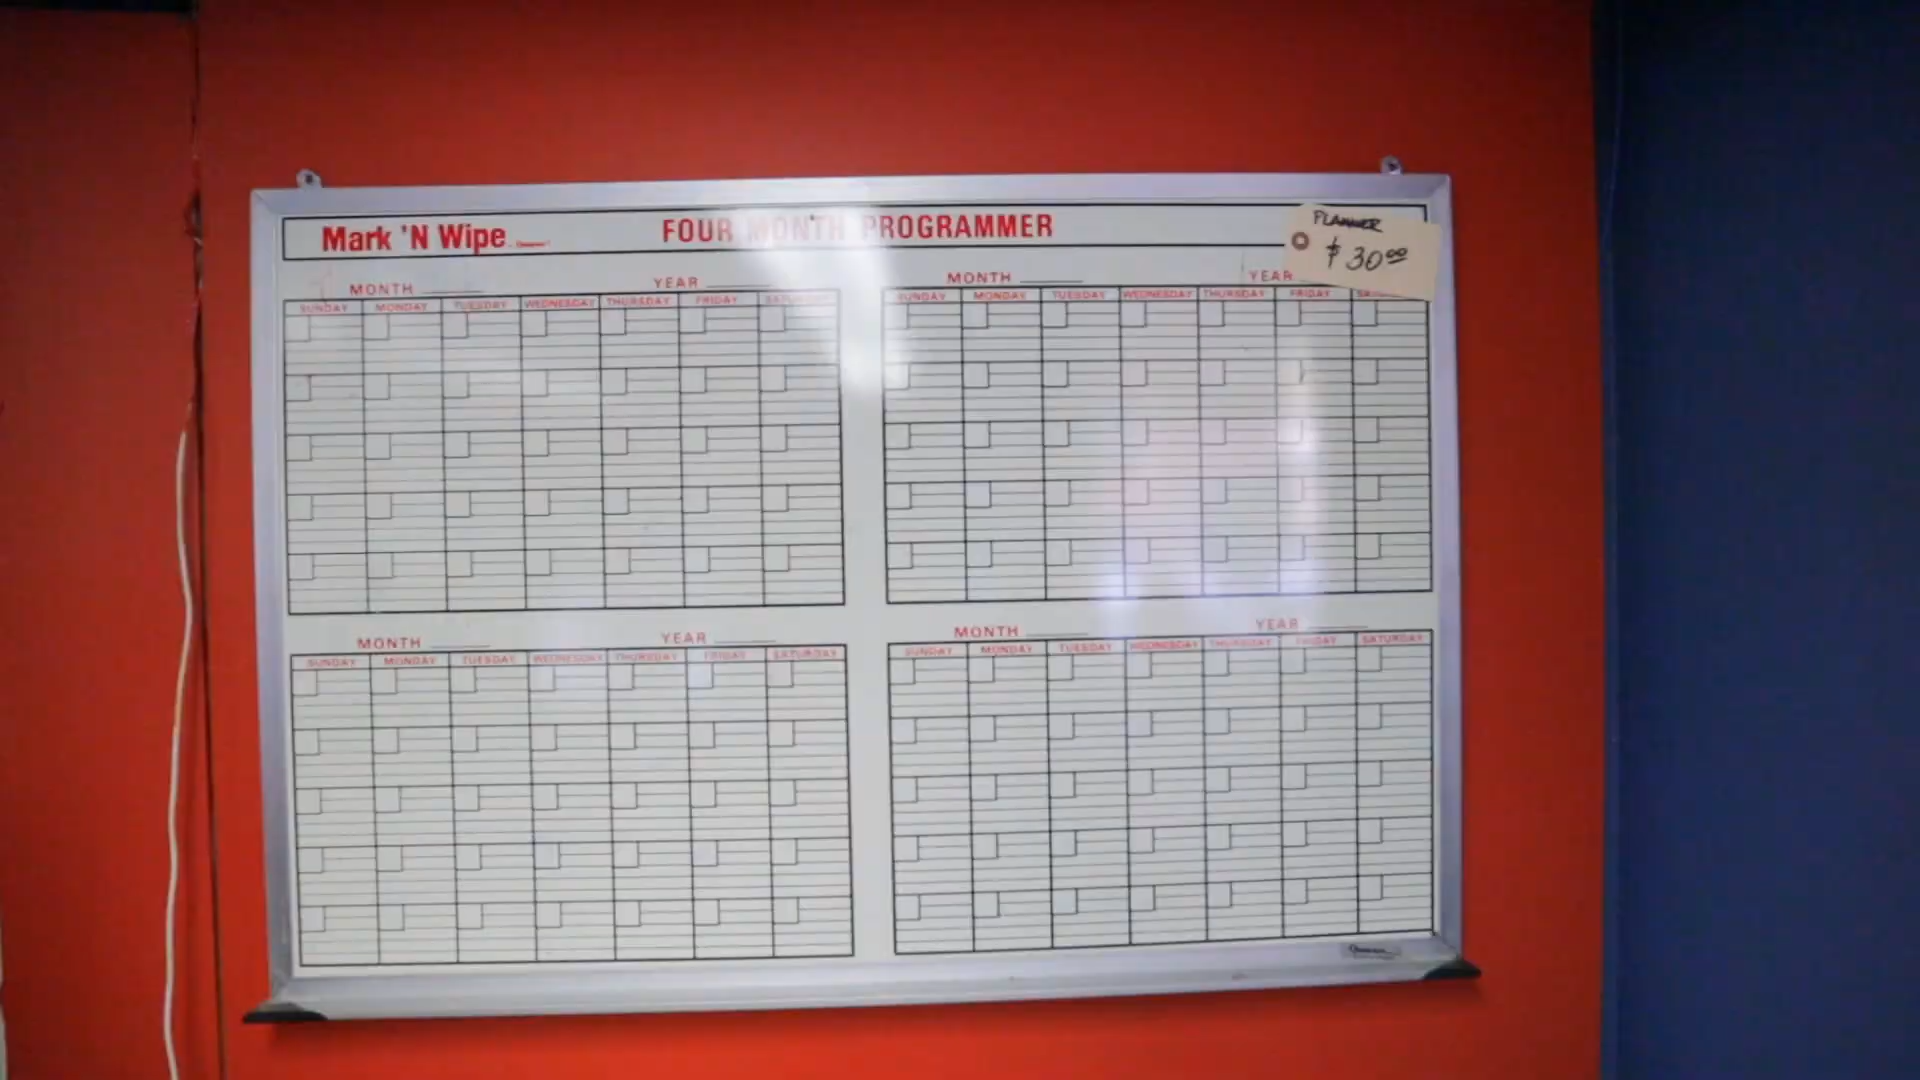 Mark 'N Wipe
FOUR MONTH PROGRAMMER
PLANNER
$ 30.00
MONTH YEAR
SUNDAY MONDAY TUESDAY WEDNESDAY THURSDAY FRIDAY SATURDAY
MONTH YEAR
SUNDAY MONDAY TUESDAY WEDNESDAY THURSDAY FRIDAY
MONTH YEAR
SUNDAY MONDAY TUESDAY WEDNESDAY THURSDAY FRIDAY SATURDAY
MONTH YEAR
SUNDAY MONDAY TUESDAY WEDNESDAY THURSDAY FRIDAY SATURDAY